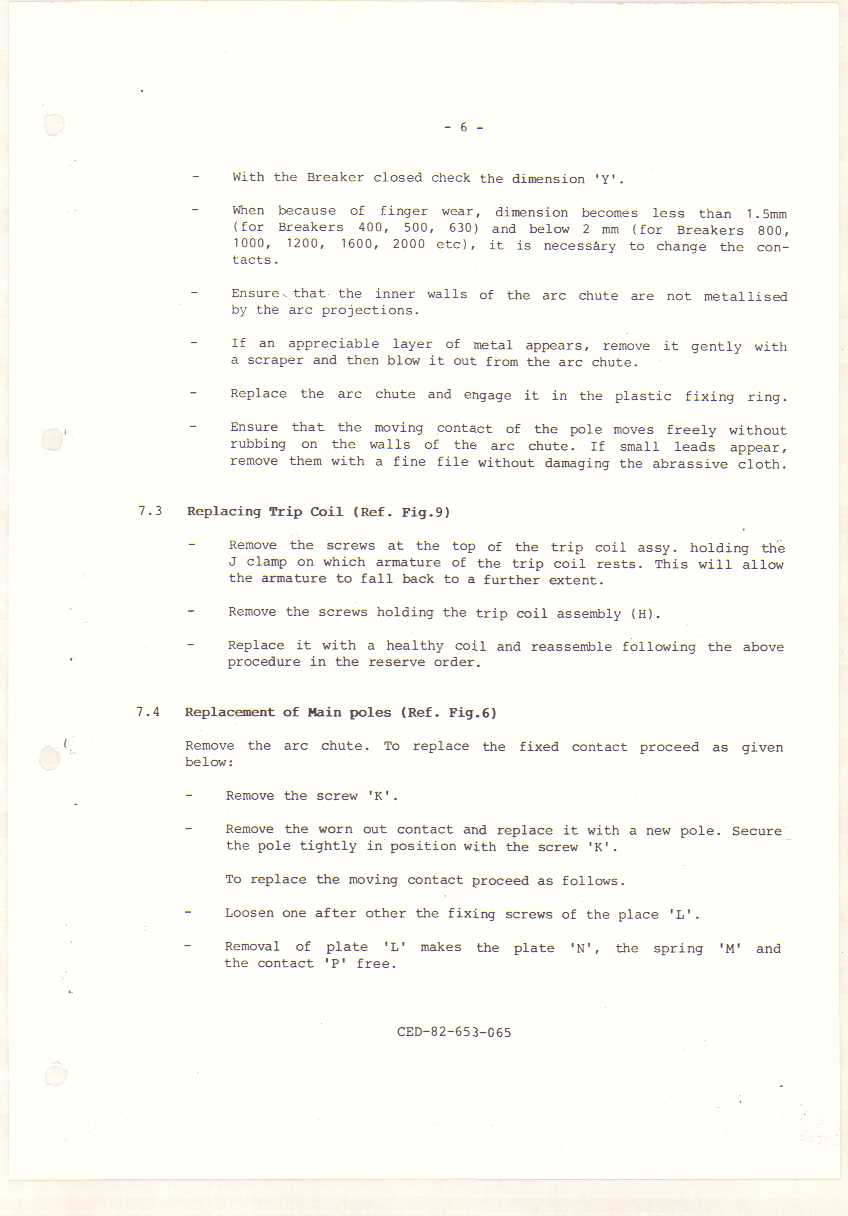 - 6 -
- With the Breaker closed check the dimension 'Y'.
- When because of finger wear, dimension becomes less than 1.5mm
(for Breakers 400, 500, 630) and below 2 mm (for Breakers 800,
1000, 1200, 1600, 2000 etc), it is necessary to change the con-
tacts.
- Ensure that the inner walls of the arc chute are not metallised
by the arc projections.
- If an appreciable layer of metal appears, remove it gently with
a scraper and then blow it out from the arc chute.
- Replace the arc chute and engage it in the plastic fixing ring.
- Ensure that the moving contact of the pole moves freely without
rubbing on the walls of the arc chute. If small leads appear,
remove them with a fine file without damaging the abrassive cloth.
7.3 Replacing Trip Coil (Ref. Fig.9)
- Remove the screws at the top of the trip coil assy. holding the
J clamp on which armature of the trip coil rests. This will allow
the armature to fall back to a further extent.
- Remove the screws holding the trip coil assembly (H).
- Replace it with a healthy coil and reassemble following the above
procedure in the reserve order.
7.4 Replacement of Main poles (Ref. Fig.6)
Remove the arc chute. To replace the fixed contact proceed as given
below:
- Remove the screw 'K'.
- Remove the worn out contact and replace it with a new pole. Secure
the pole tightly in position with the screw 'K'.
To replace the moving contact proceed as follows.
- Loosen one after other the fixing screws of the place 'L'.
- Removal of plate 'L' makes the plate 'N', the spring 'M' and
the contact 'P' free.
CED-82-653-065